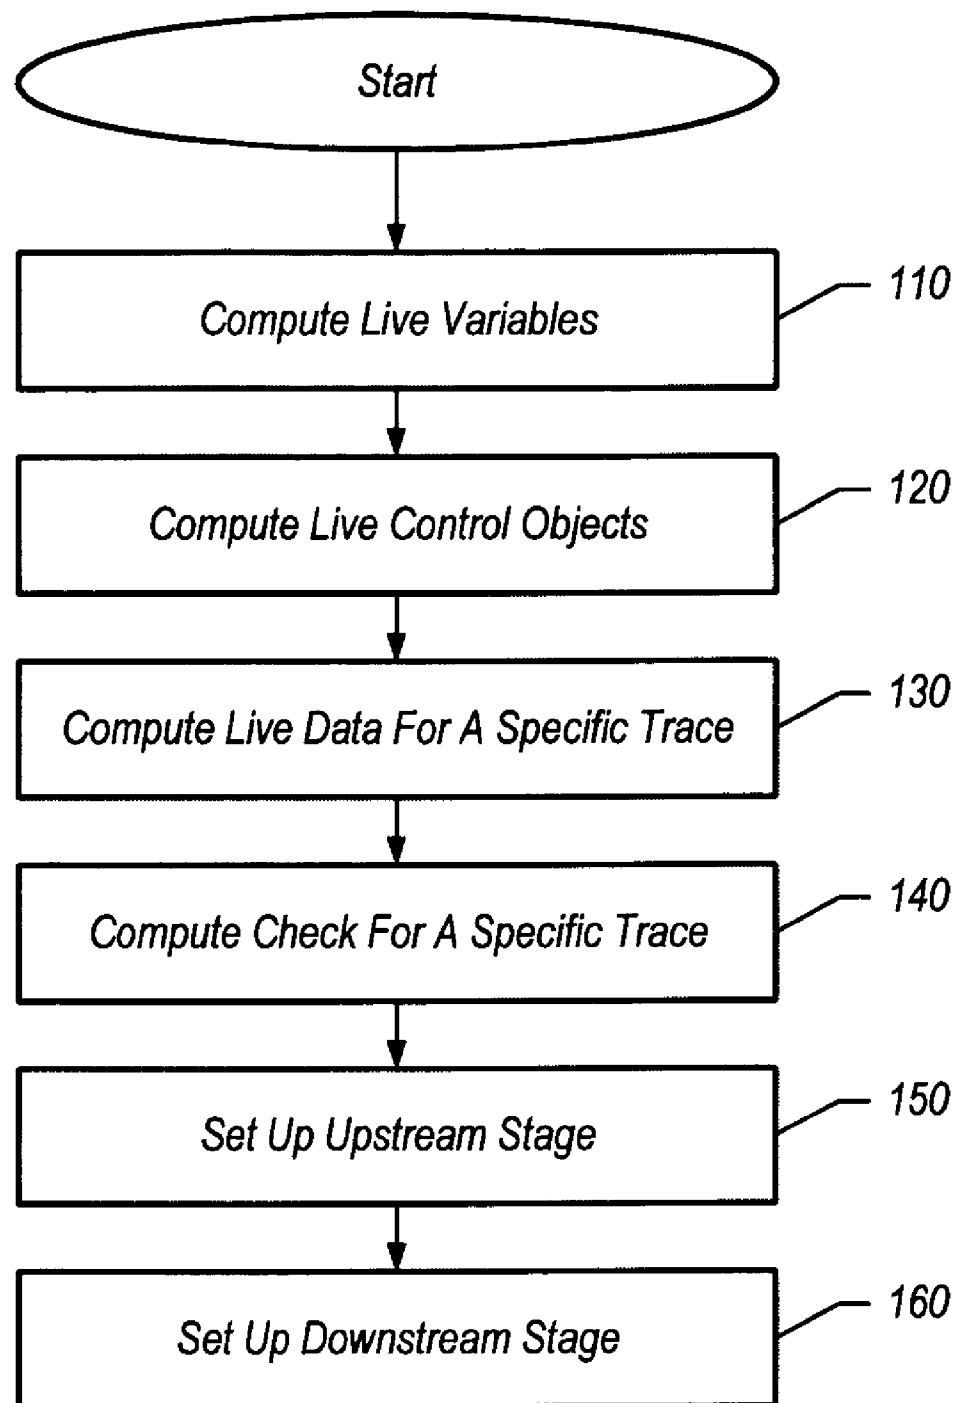 Start
Compute Live Variables
110
Compute Live Control Objects
120
Compute Live Data For A Specific Trace
130
Compute Check For A Specific Trace
140
Set Up Upstream Stage
150
Set Up Downstream Stage
160